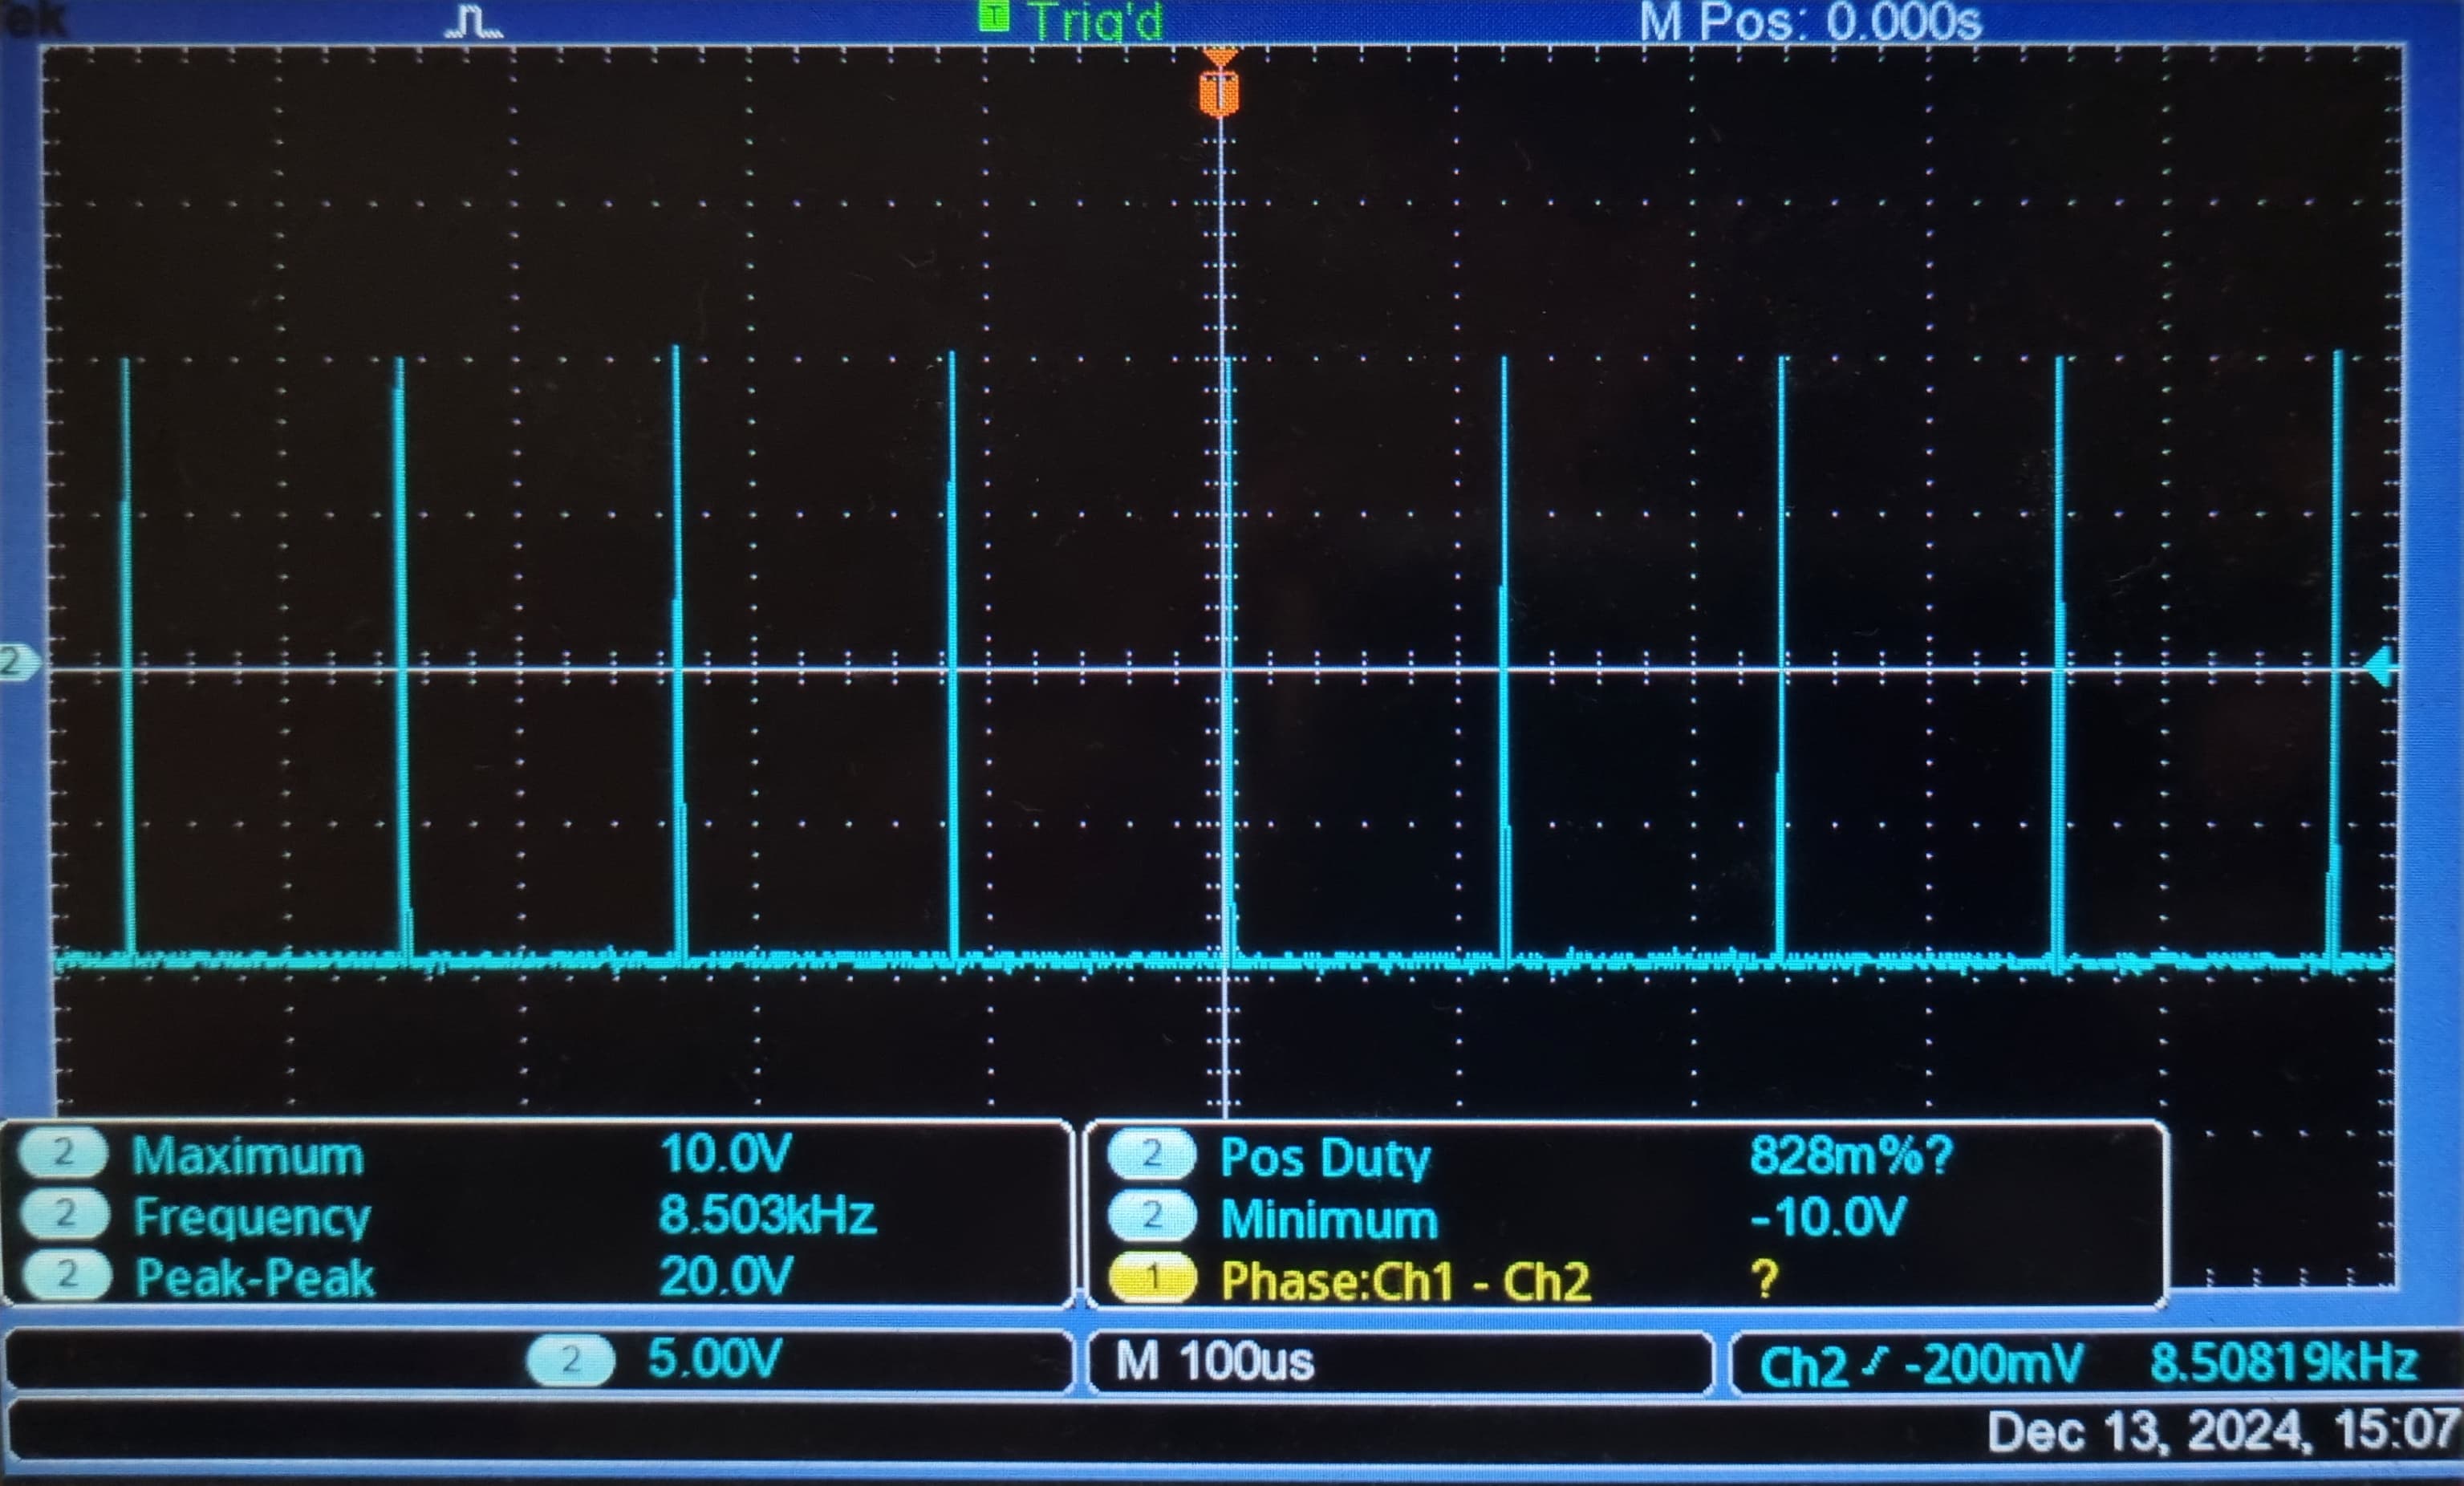 ek T Trig'd M Pos: 0.000s
T
2
2 Maximum 10.0V
2 Frequency 8.503kHz
2 Peak-Peak 20.0V
2 Pos Duty 828m%?
2 Minimum -10.0V
1 Phase:Ch1 - Ch2 ?
2 5.00V M 100us Ch2 -200mV 8.50819kHz
Dec 13, 2024, 15:07